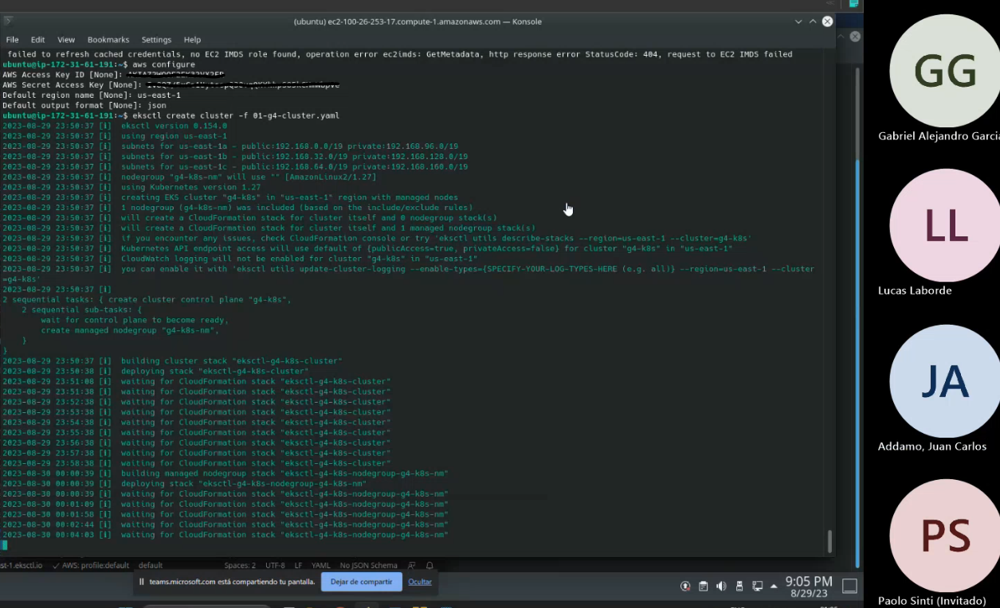 (ubuntu) ec2-100-26-253-17.compute-1.amazonaws.com — Konsole
File Edit View Bookmarks Settings Help
failed to refresh cached credentials, no EC2 IMDS role found, operation error ec2imds: GetMetadata, http response error StatusCode: 404, request to EC2 IMDS failed
ubuntu@ip-172-31-61-191:~$ aws configure
AWS Access Key ID [None]:
AWS Secret Access Key [None]:
Default region name [None]: us-east-1
Default output format [None]: json
ubuntu@ip-172-31-61-191:~$ eksctl create cluster -f 01-g4-cluster.yaml
2023-08-29 23:50:37 [ℹ]  eksctl version 0.154.0
2023-08-29 23:50:37 [ℹ]  using region us-east-1
2023-08-29 23:50:37 [ℹ]  subnets for us-east-1a - public:192.168.0.0/19 private:192.168.96.0/19
2023-08-29 23:50:37 [ℹ]  subnets for us-east-1b - public:192.168.32.0/19 private:192.168.128.0/19
2023-08-29 23:50:37 [ℹ]  subnets for us-east-1c - public:192.168.64.0/19 private:192.168.160.0/19
2023-08-29 23:50:37 [ℹ]  nodegroup "g4-k8s-nm" will use "" [AmazonLinux2/1.27]
2023-08-29 23:50:37 [ℹ]  using Kubernetes version 1.27
2023-08-29 23:50:37 [ℹ]  creating EKS cluster "g4-k8s" in "us-east-1" region with managed nodes
2023-08-29 23:50:37 [ℹ]  1 nodegroup (g4-k8s-nm) was included (based on the include/exclude rules)
2023-08-29 23:50:37 [ℹ]  will create a CloudFormation stack for cluster itself and 0 nodegroup stack(s)
2023-08-29 23:50:37 [ℹ]  will create a CloudFormation stack for cluster itself and 1 managed nodegroup stack(s)
2023-08-29 23:50:37 [ℹ]  if you encounter any issues, check CloudFormation console or try 'eksctl utils describe-stacks --region=us-east-1 --cluster=g4-k8s'
2023-08-29 23:50:37 [ℹ]  Kubernetes API endpoint access will use default of {publicAccess=true, privateAccess=false} for cluster "g4-k8s" in "us-east-1"
2023-08-29 23:50:37 [ℹ]  CloudWatch logging will not be enabled for cluster "g4-k8s" in "us-east-1"
2023-08-29 23:50:37 [ℹ]  you can enable it with 'eksctl utils update-cluster-logging --enable-types={SPECIFY-YOUR-LOG-TYPES-HERE (e.g. all)} --region=us-east-1 --cluster
=g4-k8s'
2023-08-29 23:50:37 [ℹ]
2 sequential tasks: { create cluster control plane "g4-k8s",
2 sequential sub-tasks: {
wait for control plane to become ready,
create managed nodegroup "g4-k8s-nm",
}
}
2023-08-29 23:50:37 [ℹ]  building cluster stack "eksctl-g4-k8s-cluster"
2023-08-29 23:50:38 [ℹ]  deploying stack "eksctl-g4-k8s-cluster"
2023-08-29 23:51:08 [ℹ]  waiting for CloudFormation stack "eksctl-g4-k8s-cluster"
2023-08-29 23:51:38 [ℹ]  waiting for CloudFormation stack "eksctl-g4-k8s-cluster"
2023-08-29 23:52:38 [ℹ]  waiting for CloudFormation stack "eksctl-g4-k8s-cluster"
2023-08-29 23:53:38 [ℹ]  waiting for CloudFormation stack "eksctl-g4-k8s-cluster"
2023-08-29 23:54:38 [ℹ]  waiting for CloudFormation stack "eksctl-g4-k8s-cluster"
2023-08-29 23:55:38 [ℹ]  waiting for CloudFormation stack "eksctl-g4-k8s-cluster"
2023-08-29 23:56:38 [ℹ]  waiting for CloudFormation stack "eksctl-g4-k8s-cluster"
2023-08-29 23:57:38 [ℹ]  waiting for CloudFormation stack "eksctl-g4-k8s-cluster"
2023-08-29 23:58:38 [ℹ]  waiting for CloudFormation stack "eksctl-g4-k8s-cluster"
2023-08-30 00:00:39 [ℹ]  building managed nodegroup stack "eksctl-g4-k8s-nodegroup-g4-k8s-nm"
2023-08-30 00:00:39 [ℹ]  deploying stack "eksctl-g4-k8s-nodegroup-g4-k8s-nm"
2023-08-30 00:00:39 [ℹ]  waiting for CloudFormation stack "eksctl-g4-k8s-nodegroup-g4-k8s-nm"
2023-08-30 00:01:09 [ℹ]  waiting for CloudFormation stack "eksctl-g4-k8s-nodegroup-g4-k8s-nm"
2023-08-30 00:01:58 [ℹ]  waiting for CloudFormation stack "eksctl-g4-k8s-nodegroup-g4-k8s-nm"
2023-08-30 00:02:44 [ℹ]  waiting for CloudFormation stack "eksctl-g4-k8s-nodegroup-g4-k8s-nm"
2023-08-30 00:04:03 [ℹ]  waiting for CloudFormation stack "eksctl-g4-k8s-nodegroup-g4-k8s-nm"
st-1.eksctl.io AWS: profile:default default Spaces: 2 UTF-8 LF YAML No JSON Schema
teams.microsoft.com está compartiendo tu pantalla. Dejar de compartir Ocultar
9:05 PM
8/29/23
GG
Gabriel Alejandro Garcia
LL
Lucas Laborde
JA
Addamo, Juan Carlos
PS
Paolo Sinti (Invitado)